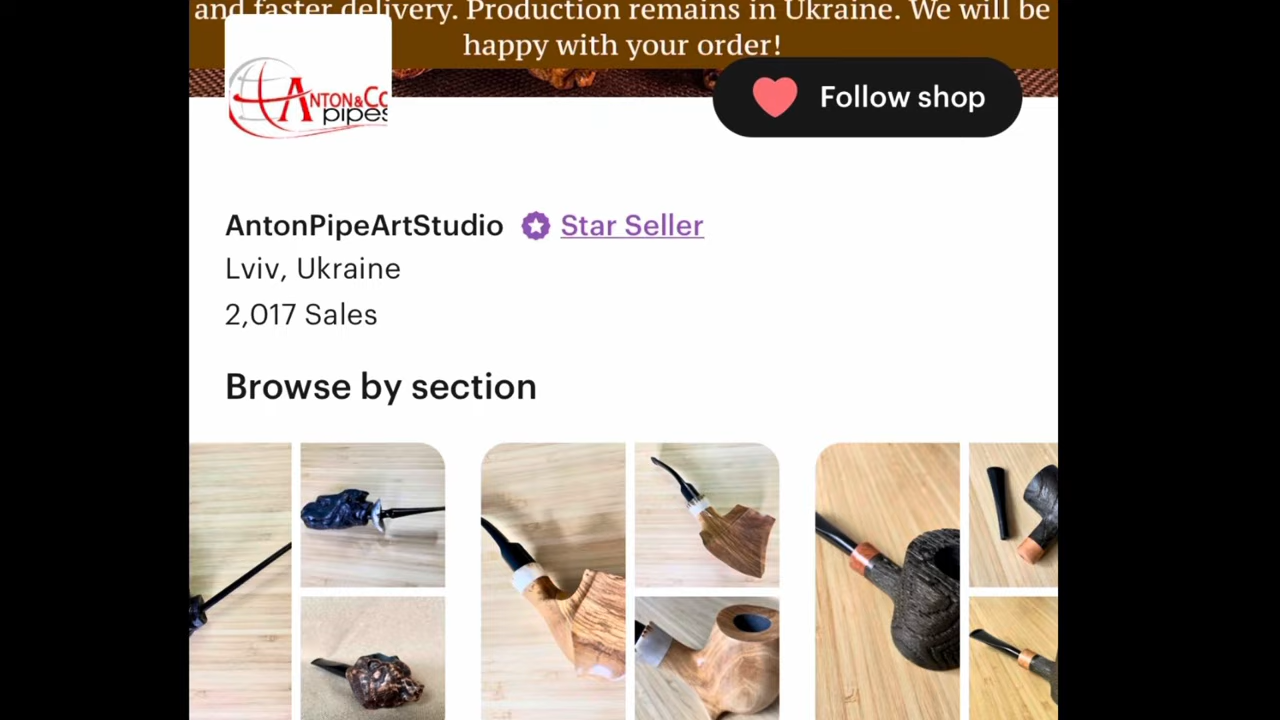 and faster delivery. Production remains in Ukraine. We will be
happy with your order!
ANTON&CO
pipes
Follow shop
AntonPipeArtStudio
Star Seller
Lviv, Ukraine
2,017 Sales
Browse by section